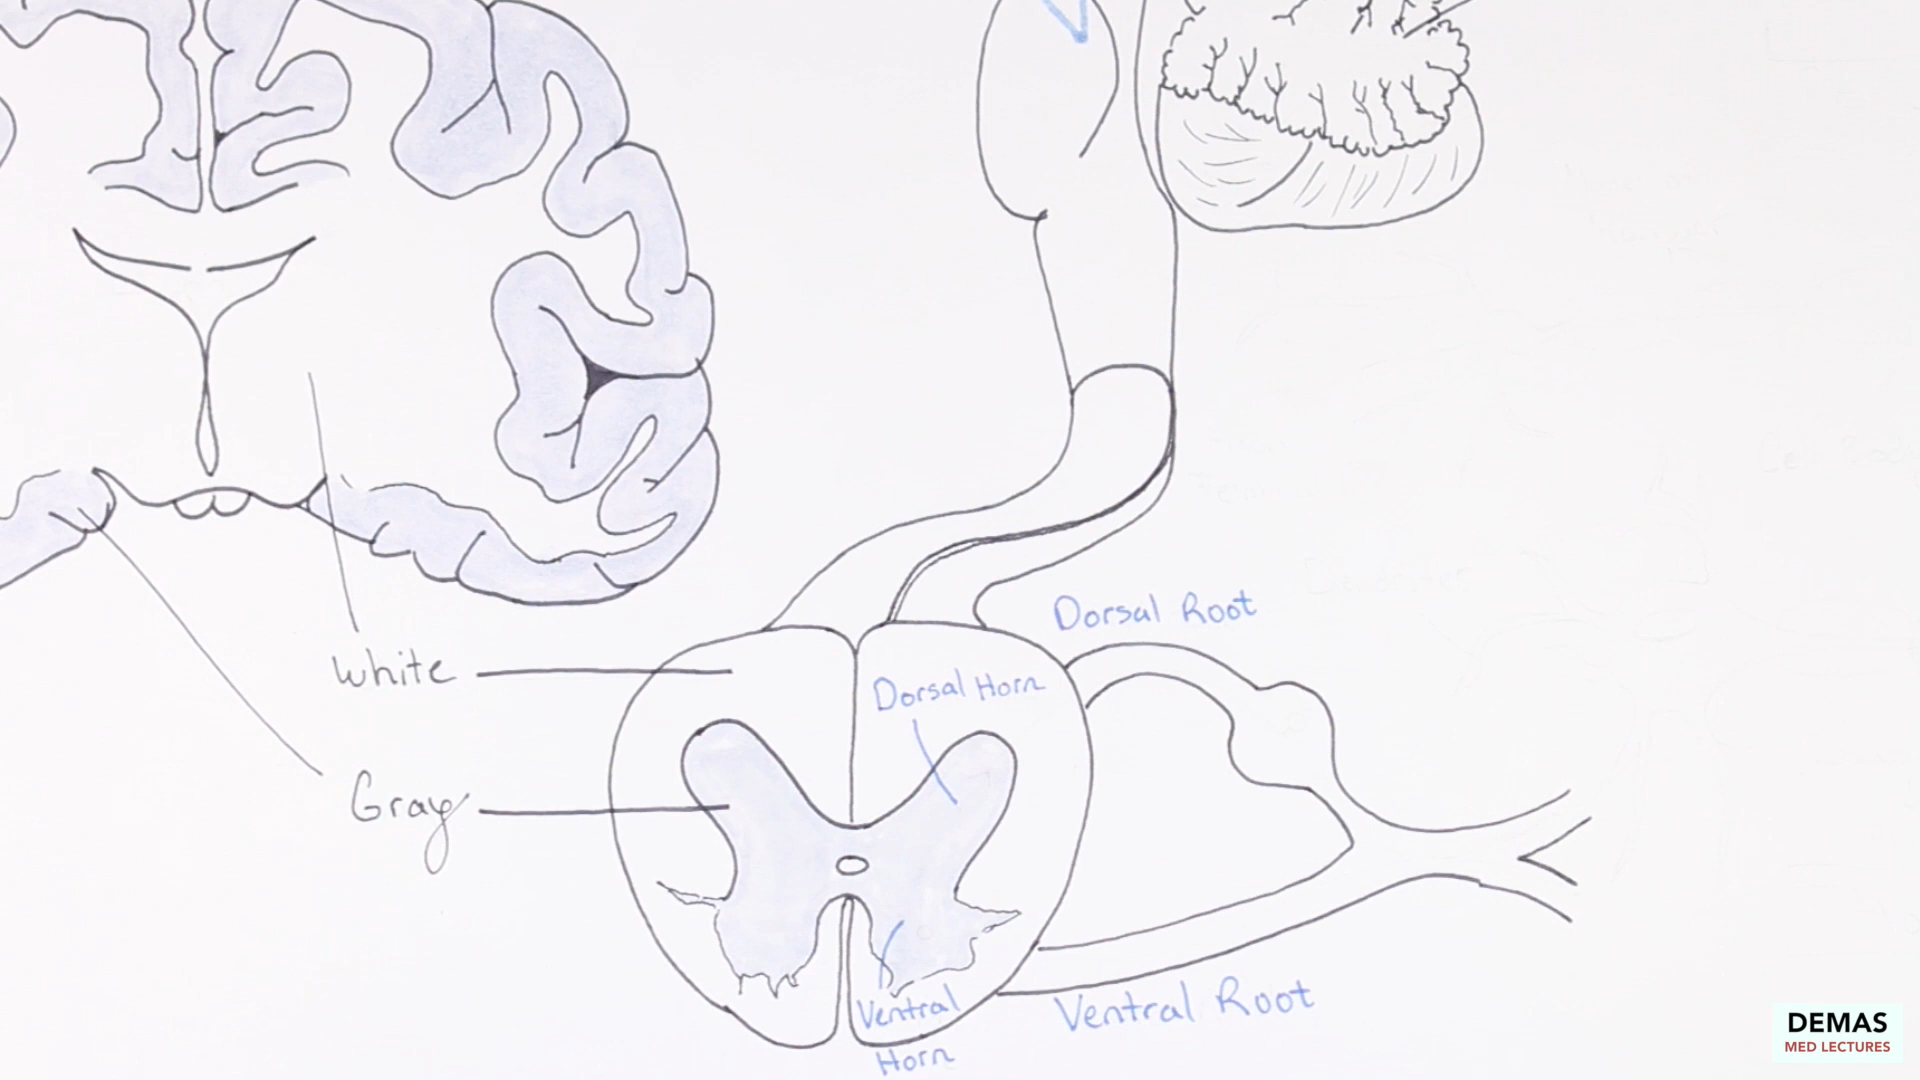 Dorsal Root
White
Dorsal Horn
Gray
Ventral
Horn
Ventral Root
DEMAS
MED LECTURES